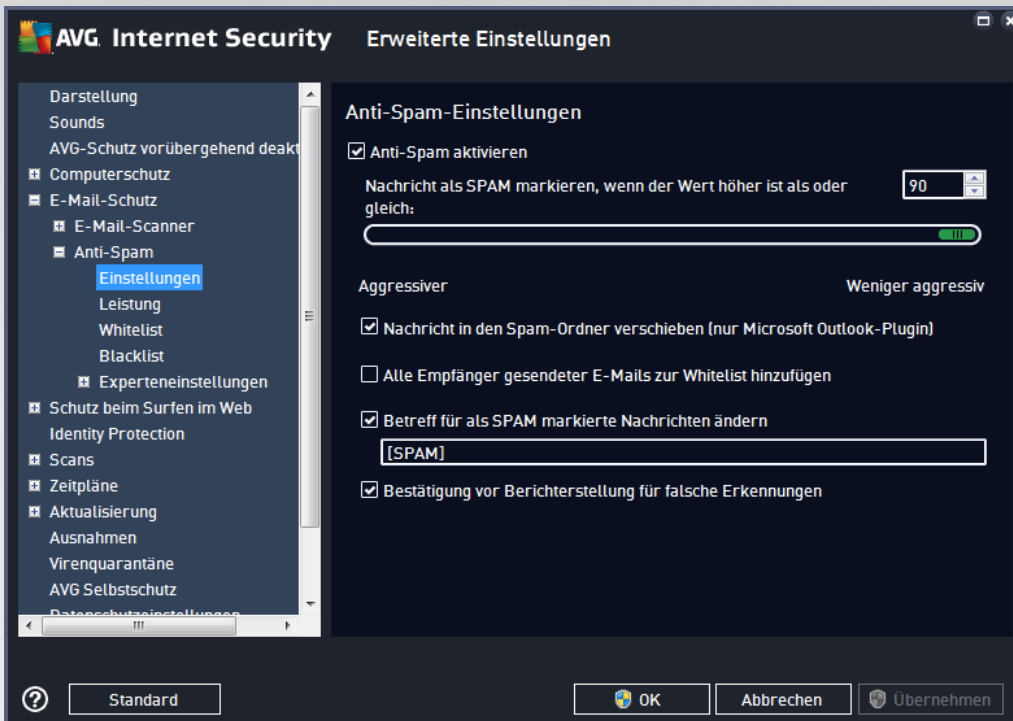 AVG Internet Security
Erweiterte Einstellungen
Darstellung
Sounds
AVG-Schutz vorübergehend deakt
Computerschutz
E-Mail-Schutz
E-Mail-Scanner
Anti-Spam
Einstellungen
Leistung
Whitelist
Blacklist
Experteneinstellungen
Schutz beim Surfen im Web
Identity Protection
Scans
Zeitpläne
Aktualisierung
Ausnahmen
Virenquarantäne
AVG Selbstschutz
Datenschutzeinstellungen
Anti-Spam-Einstellungen
Anti-Spam aktivieren
Nachricht als SPAM markieren, wenn der Wert höher ist als oder
gleich:
90
Aggressiver
Weniger aggressiv
Nachricht in den Spam-Ordner verschieben (nur Microsoft Outlook-Plugin)
Alle Empfänger gesendeter E-Mails zur Whitelist hinzufügen
Betreff für als SPAM markierte Nachrichten ändern
[SPAM]
Bestätigung vor Berichterstellung für falsche Erkennungen
?
Standard
OK
Abbrechen
Übernehmen